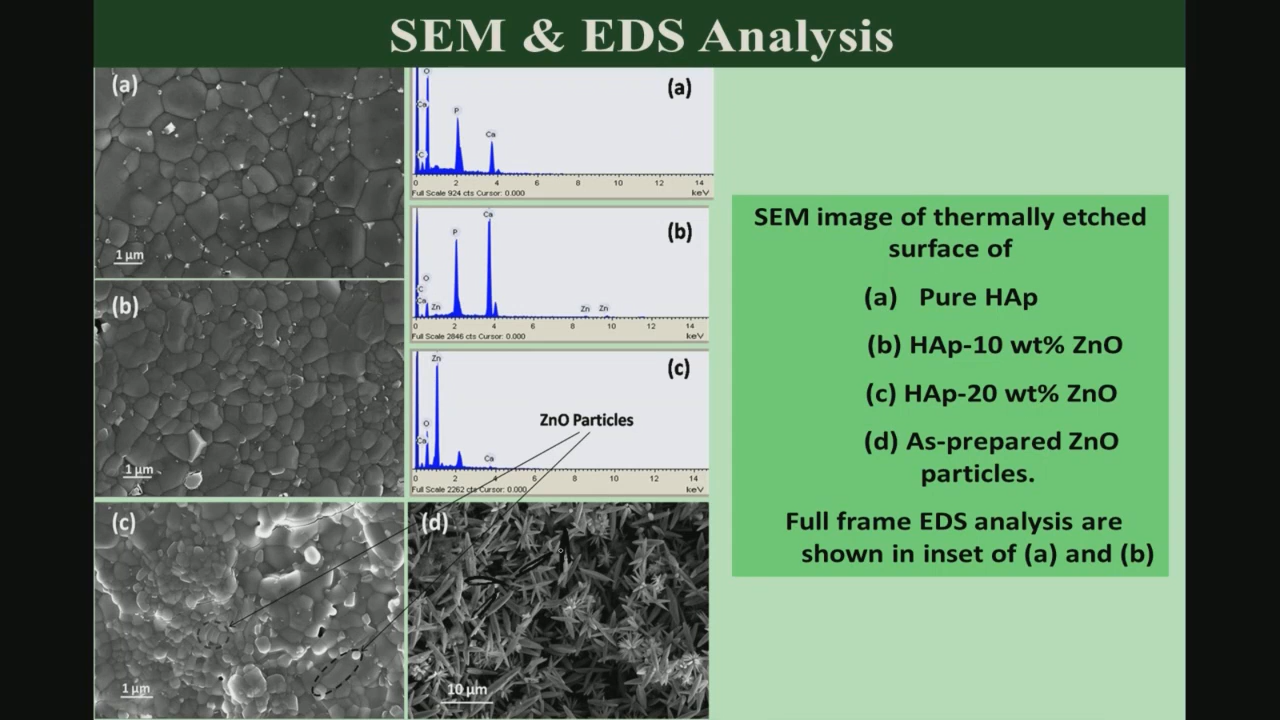 SEM & EDS Analysis
(a)
1 μm
(b)
1 μm
(c)
1 μm
(a)
O
Ca
C
P
Ca
0 2 4 6 8 10 12 14
Full Scale 924 cts Cursor: 0.000
keV
(b)
Ca
P
O
C
Ca
Zn
Zn
Zn
0 2 4 6 8 10 12 14
Full Scale 2846 cts Cursor: 0.000
keV
(c)
Zn
O
Ca
Ca
ZnO Particles
0 2 4 6 8 10 12 14
Full Scale 2262 cts Cursor: 0.000
keV
(d)
10 μm
SEM image of thermally etched
surface of
(a) Pure HAp
(b) HAp-10 wt% ZnO
(c) HAp-20 wt% ZnO
(d) As-prepared ZnO
particles.
Full frame EDS analysis are
shown in inset of (a) and (b)